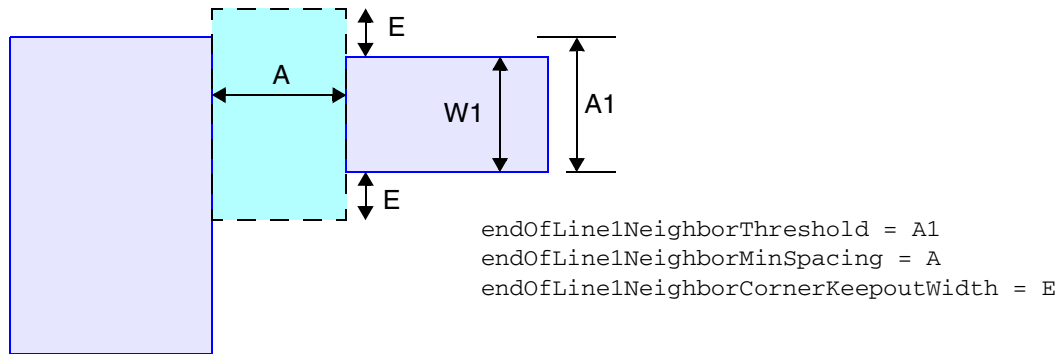 E
A
W1
A1
E
endOfLine1NeighborThreshold = A1
endOfLine1NeighborMinSpacing = A
endOfLine1NeighborCornerKeepoutWidth = E